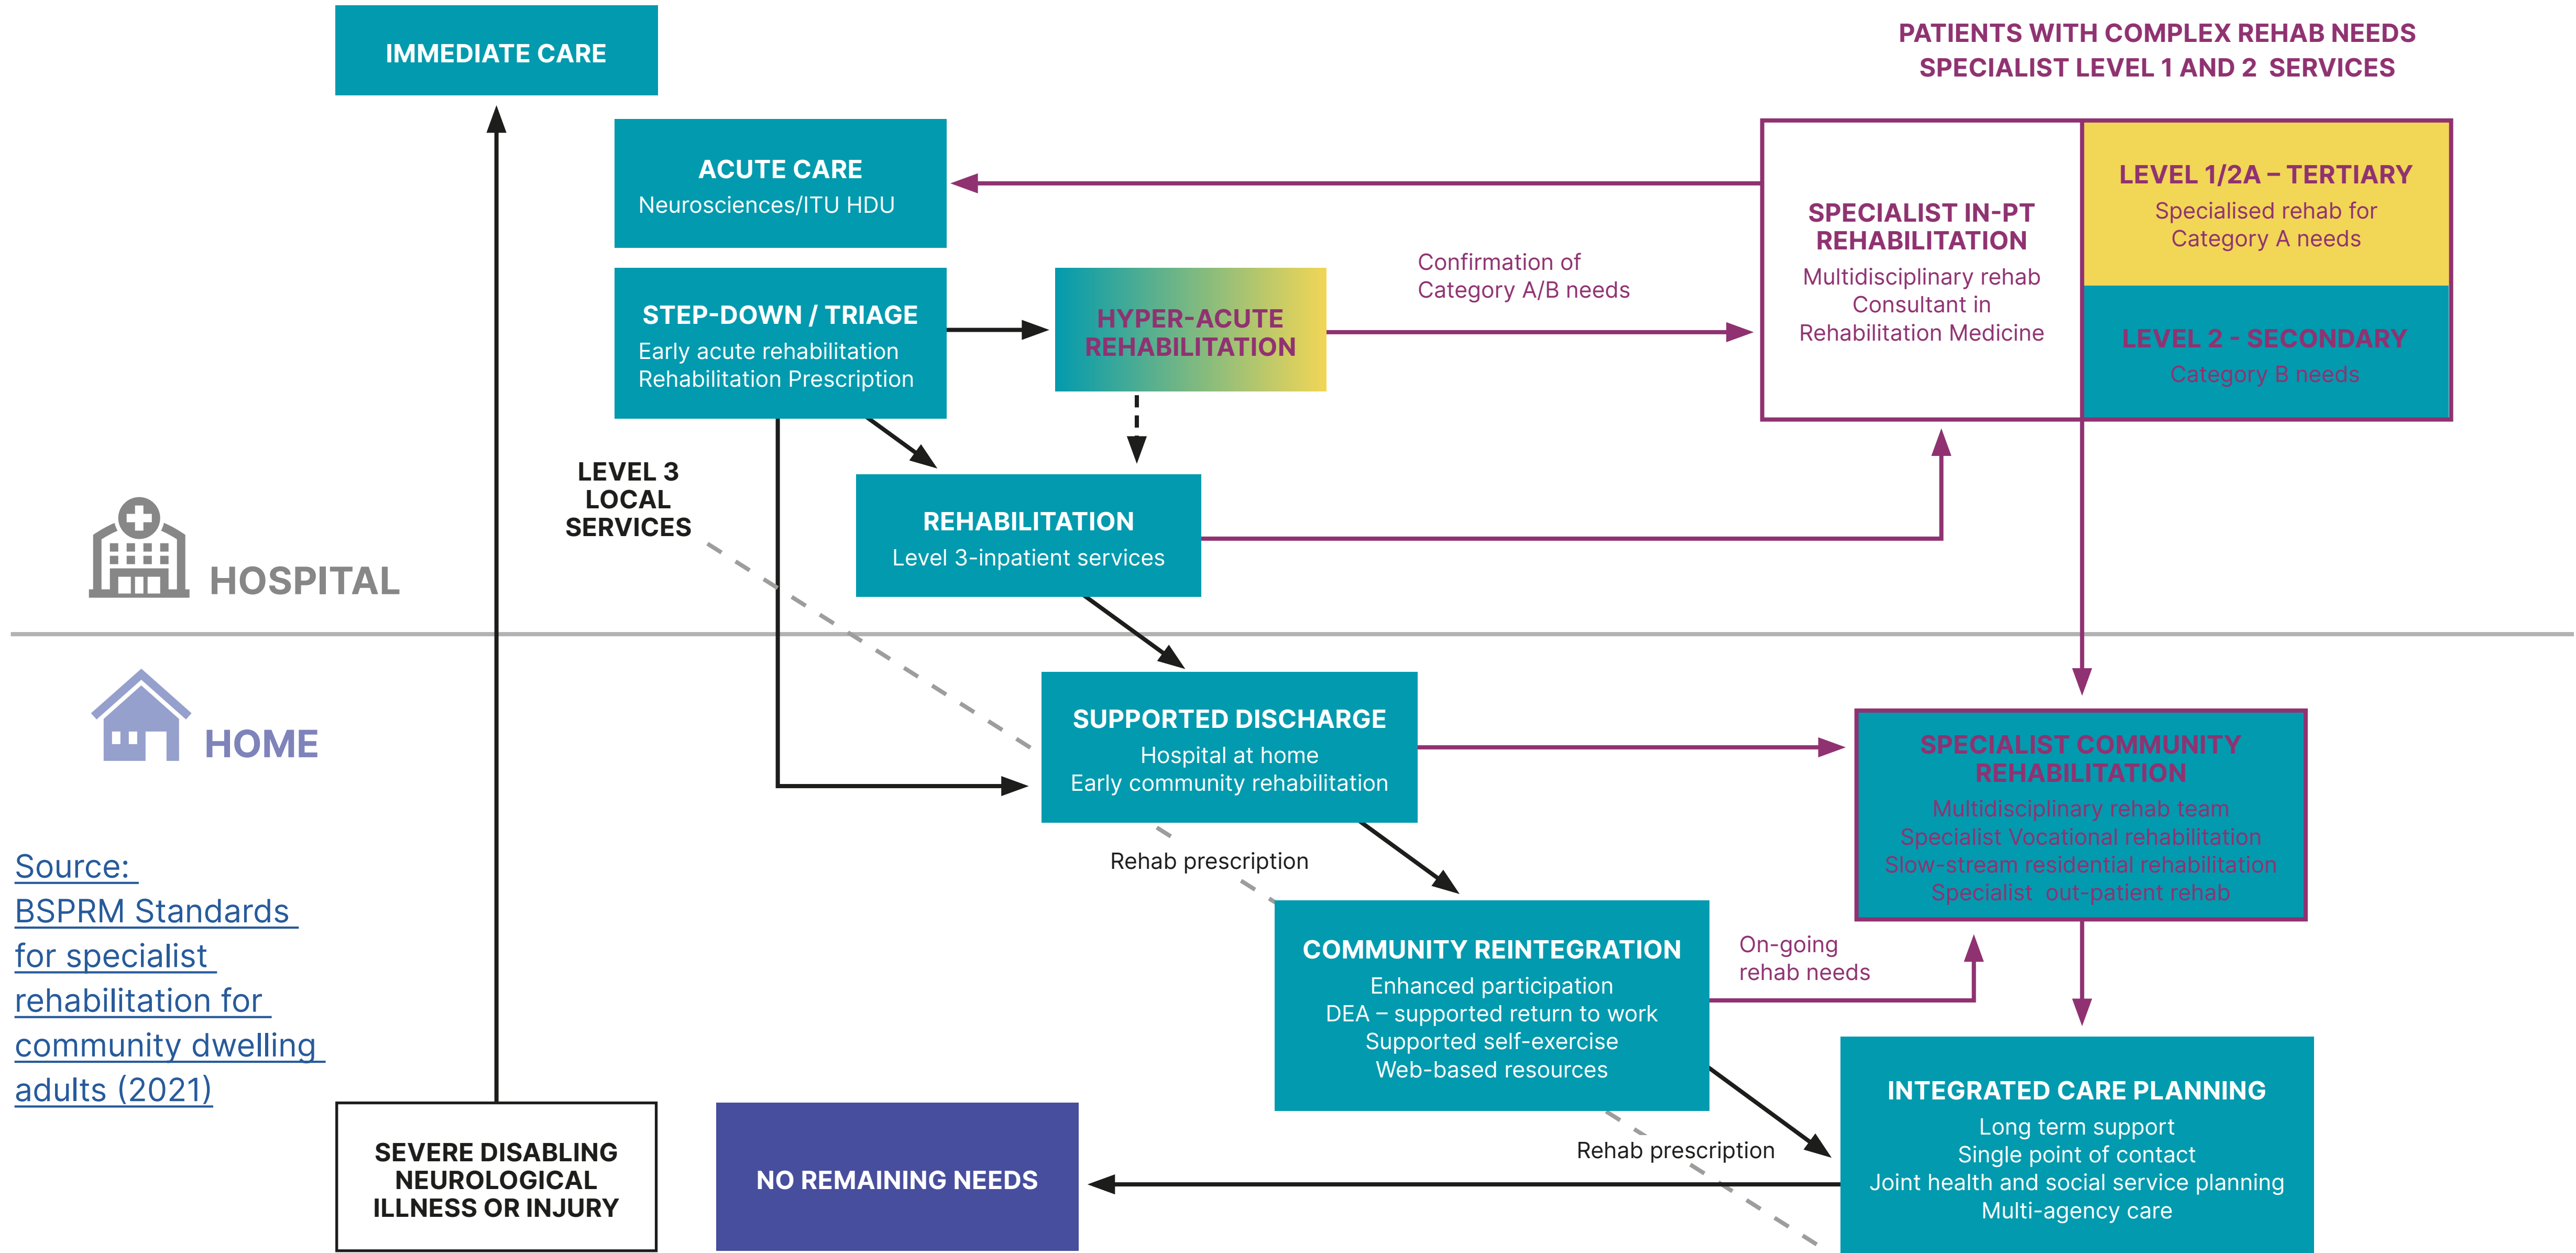 IMMEDIATE CARE
PATIENTS WITH COMPLEX REHAB NEEDS
SPECIALIST LEVEL 1 AND 2 SERVICES
ACUTE CARE
Neurosciences/ITU HDU
SPECIALIST IN-PT
REHABILITATION
Multidisciplinary rehab
Consultant in
Rehabilitation Medicine
LEVEL 1/2A – TERTIARY
Specialised rehab for
Category A needs
LEVEL 2 - SECONDARY
Category B needs
STEP-DOWN / TRIAGE
Early acute rehabilitation
Rehabilitation Prescription
HYPER-ACUTE
REHABILITATION
Confirmation of
Category A/B needs
LEVEL 3
LOCAL
SERVICES
REHABILITATION
Level 3-inpatient services
HOSPITAL
HOME
SUPPORTED DISCHARGE
Hospital at home
Early community rehabilitation
SPECIALIST COMMUNITY
REHABILITATION
Multidisciplinary rehab team
Specialist Vocational rehabilitation
Slow-stream residential rehabilitation
Specialist out-patient rehab
Rehab prescription
Source:
BSPRM Standards
for specialist
rehabilitation for
community dwelling
adults (2021)
COMMUNITY REINTEGRATION
Enhanced participation
DEA – supported return to work
Supported self-exercise
Web-based resources
On-going
rehab needs
INTEGRATED CARE PLANNING
Long term support
Single point of contact
Joint health and social service planning
Multi-agency care
Rehab prescription
SEVERE DISABLING
NEUROLOGICAL
ILLNESS OR INJURY
NO REMAINING NEEDS